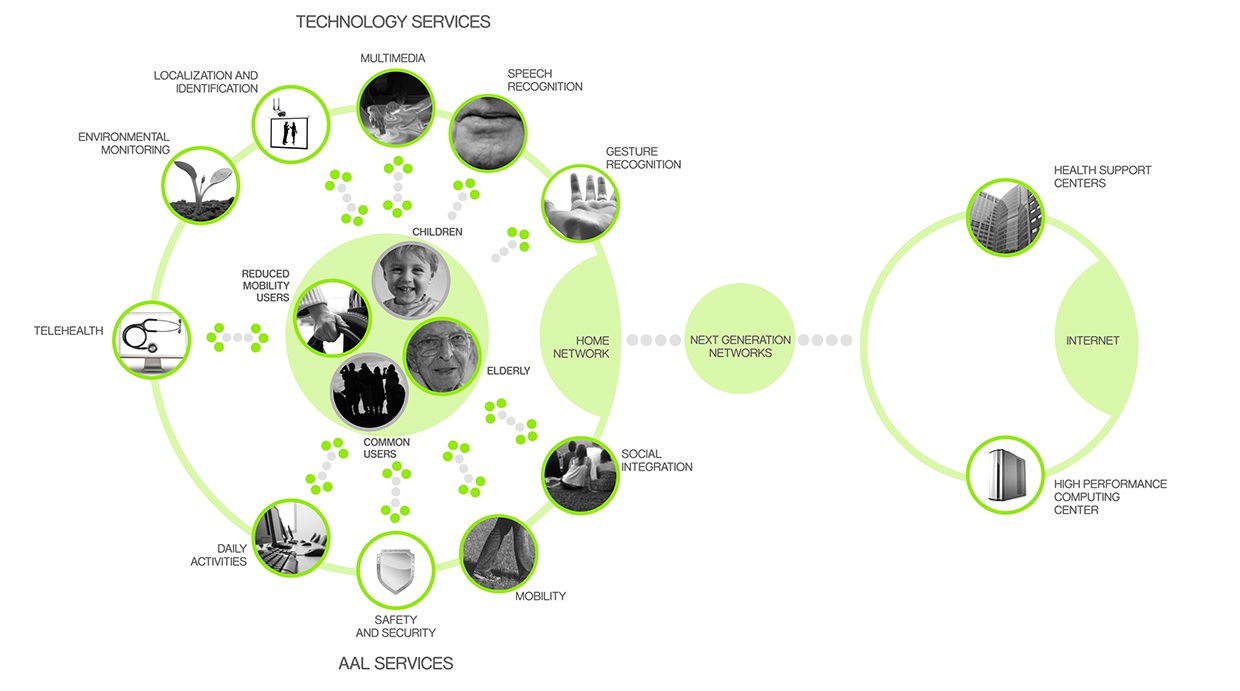 TECHNOLOGY SERVICES
MULTIMEDIA
LOCALIZATION AND
IDENTIFICATION
SPEECH
RECOGNITION
ENVIRONMENTAL
MONITORING
GESTURE
RECOGNITION
CHILDREN
REDUCED
MOBILITY
USERS
TELEHEALTH
HOME
NETWORK
ELDERLY
COMMON
USERS
SOCIAL
INTEGRATION
DAILY
ACTIVITIES
MOBILITY
SAFETY
AND SECURITY
AAL SERVICES
NEXT GENERATION
NETWORKS
HEALTH SUPPORT
CENTERS
INTERNET
HIGH PERFORMANCE
COMPUTING
CENTER